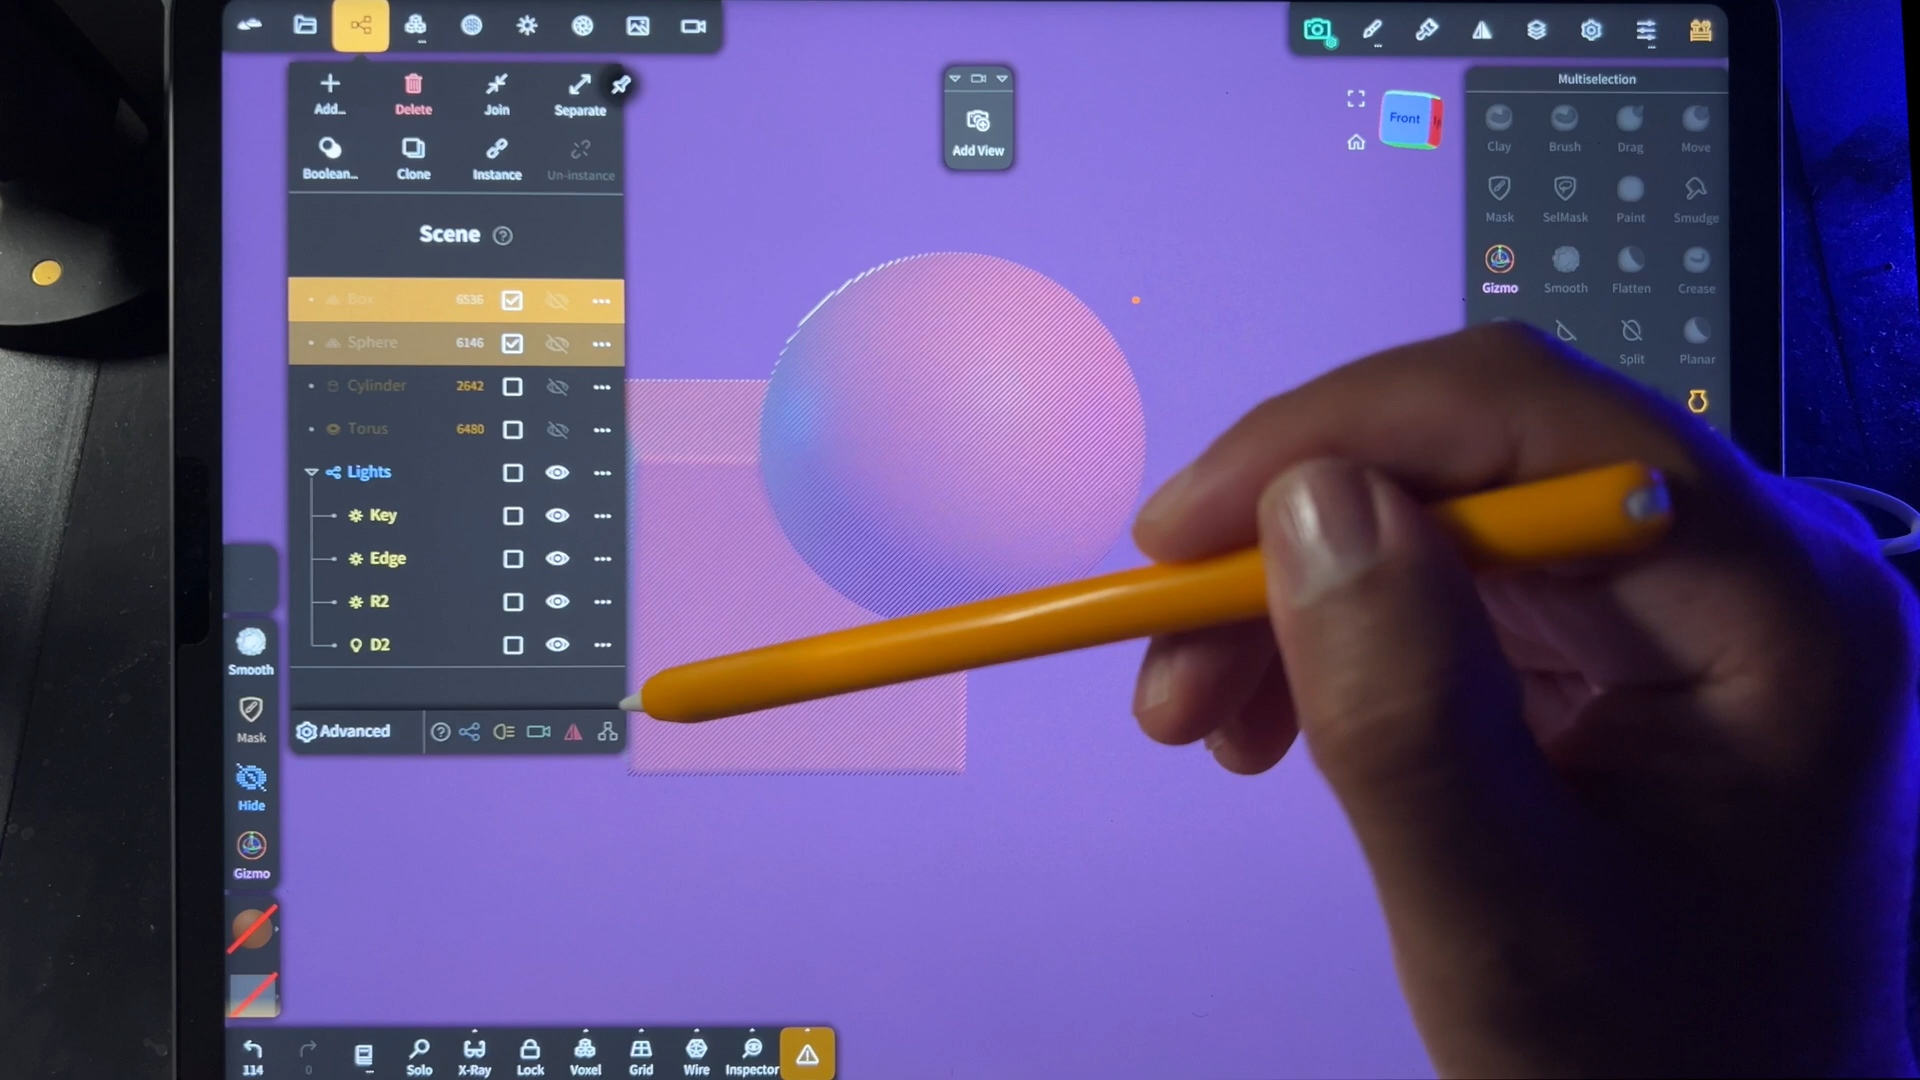 Add...
Delete
Join
Separate
Boolean...
Clone
Instance
Un-instance
Scene
Box 6536
Sphere 6146
Cylinder 2642
Torus 6480
Lights
Key
Edge
R2
D2
Advanced
Add View
Front
Multiselection
Clay Brush Drag Move
Mask SelMask Paint Smudge
Gizmo Smooth Flatten Crease
Split Planar
Smooth
Mask
Hide
Gizmo
114 0 Solo X-Ray Lock Voxel Grid Wire Inspector